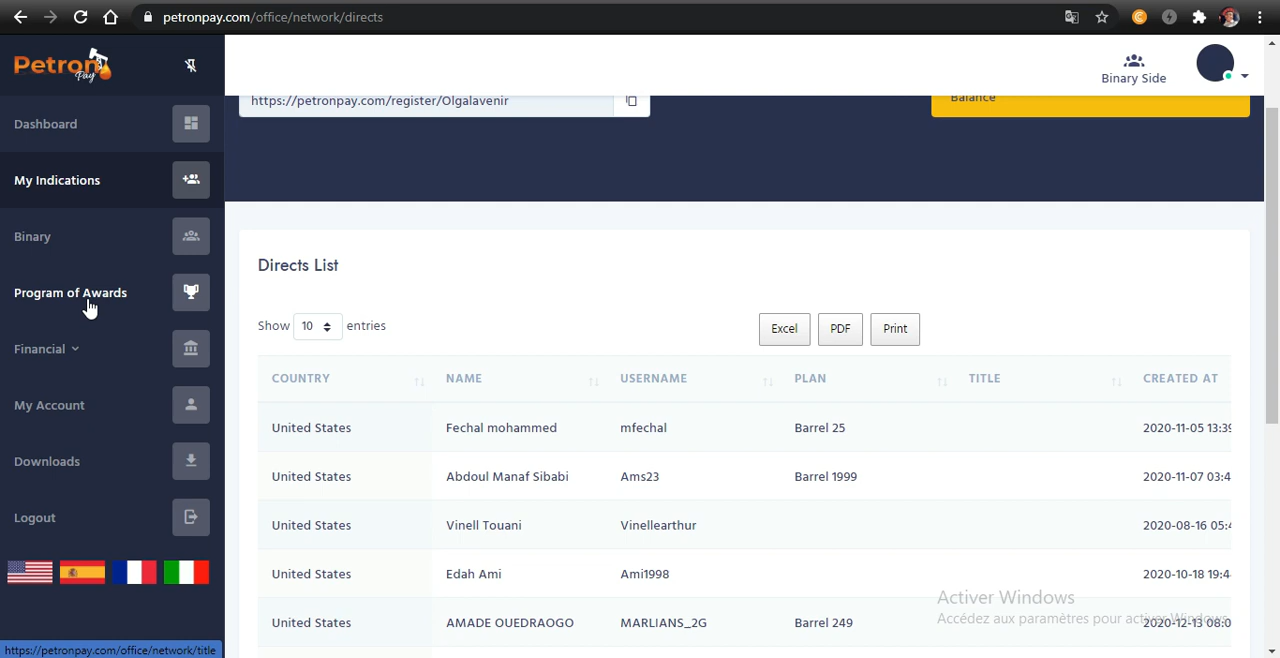 petronpay.com/office/network/directs
Petron
Pay
Binary Side
https://petronpay.com/register/Olgalavenir
Balance
Dashboard
My Indications
Binary
Program of Awards
Financial
My Account
Downloads
Logout
Directs List
Show 10 entries
Excel PDF Print
COUNTRY NAME USERNAME PLAN TITLE CREATED AT
United States Fechal mohammed mfechal Barrel 25 2020-11-05 13:39
United States Abdoul Manaf Sibabi Ams23 Barrel 1999 2020-11-07 03:4
United States Vinell Touani Vinellearthur 2020-08-16 05:4
United States Edah Ami Ami1998 2020-10-18 19:4
United States AMADE OUEDRAOGO MARLIANS_2G Barrel 249 2020-12-13 08:0
Activer Windows
Accédez aux paramètres pour activer Windows.
https://petronpay.com/office/network/title